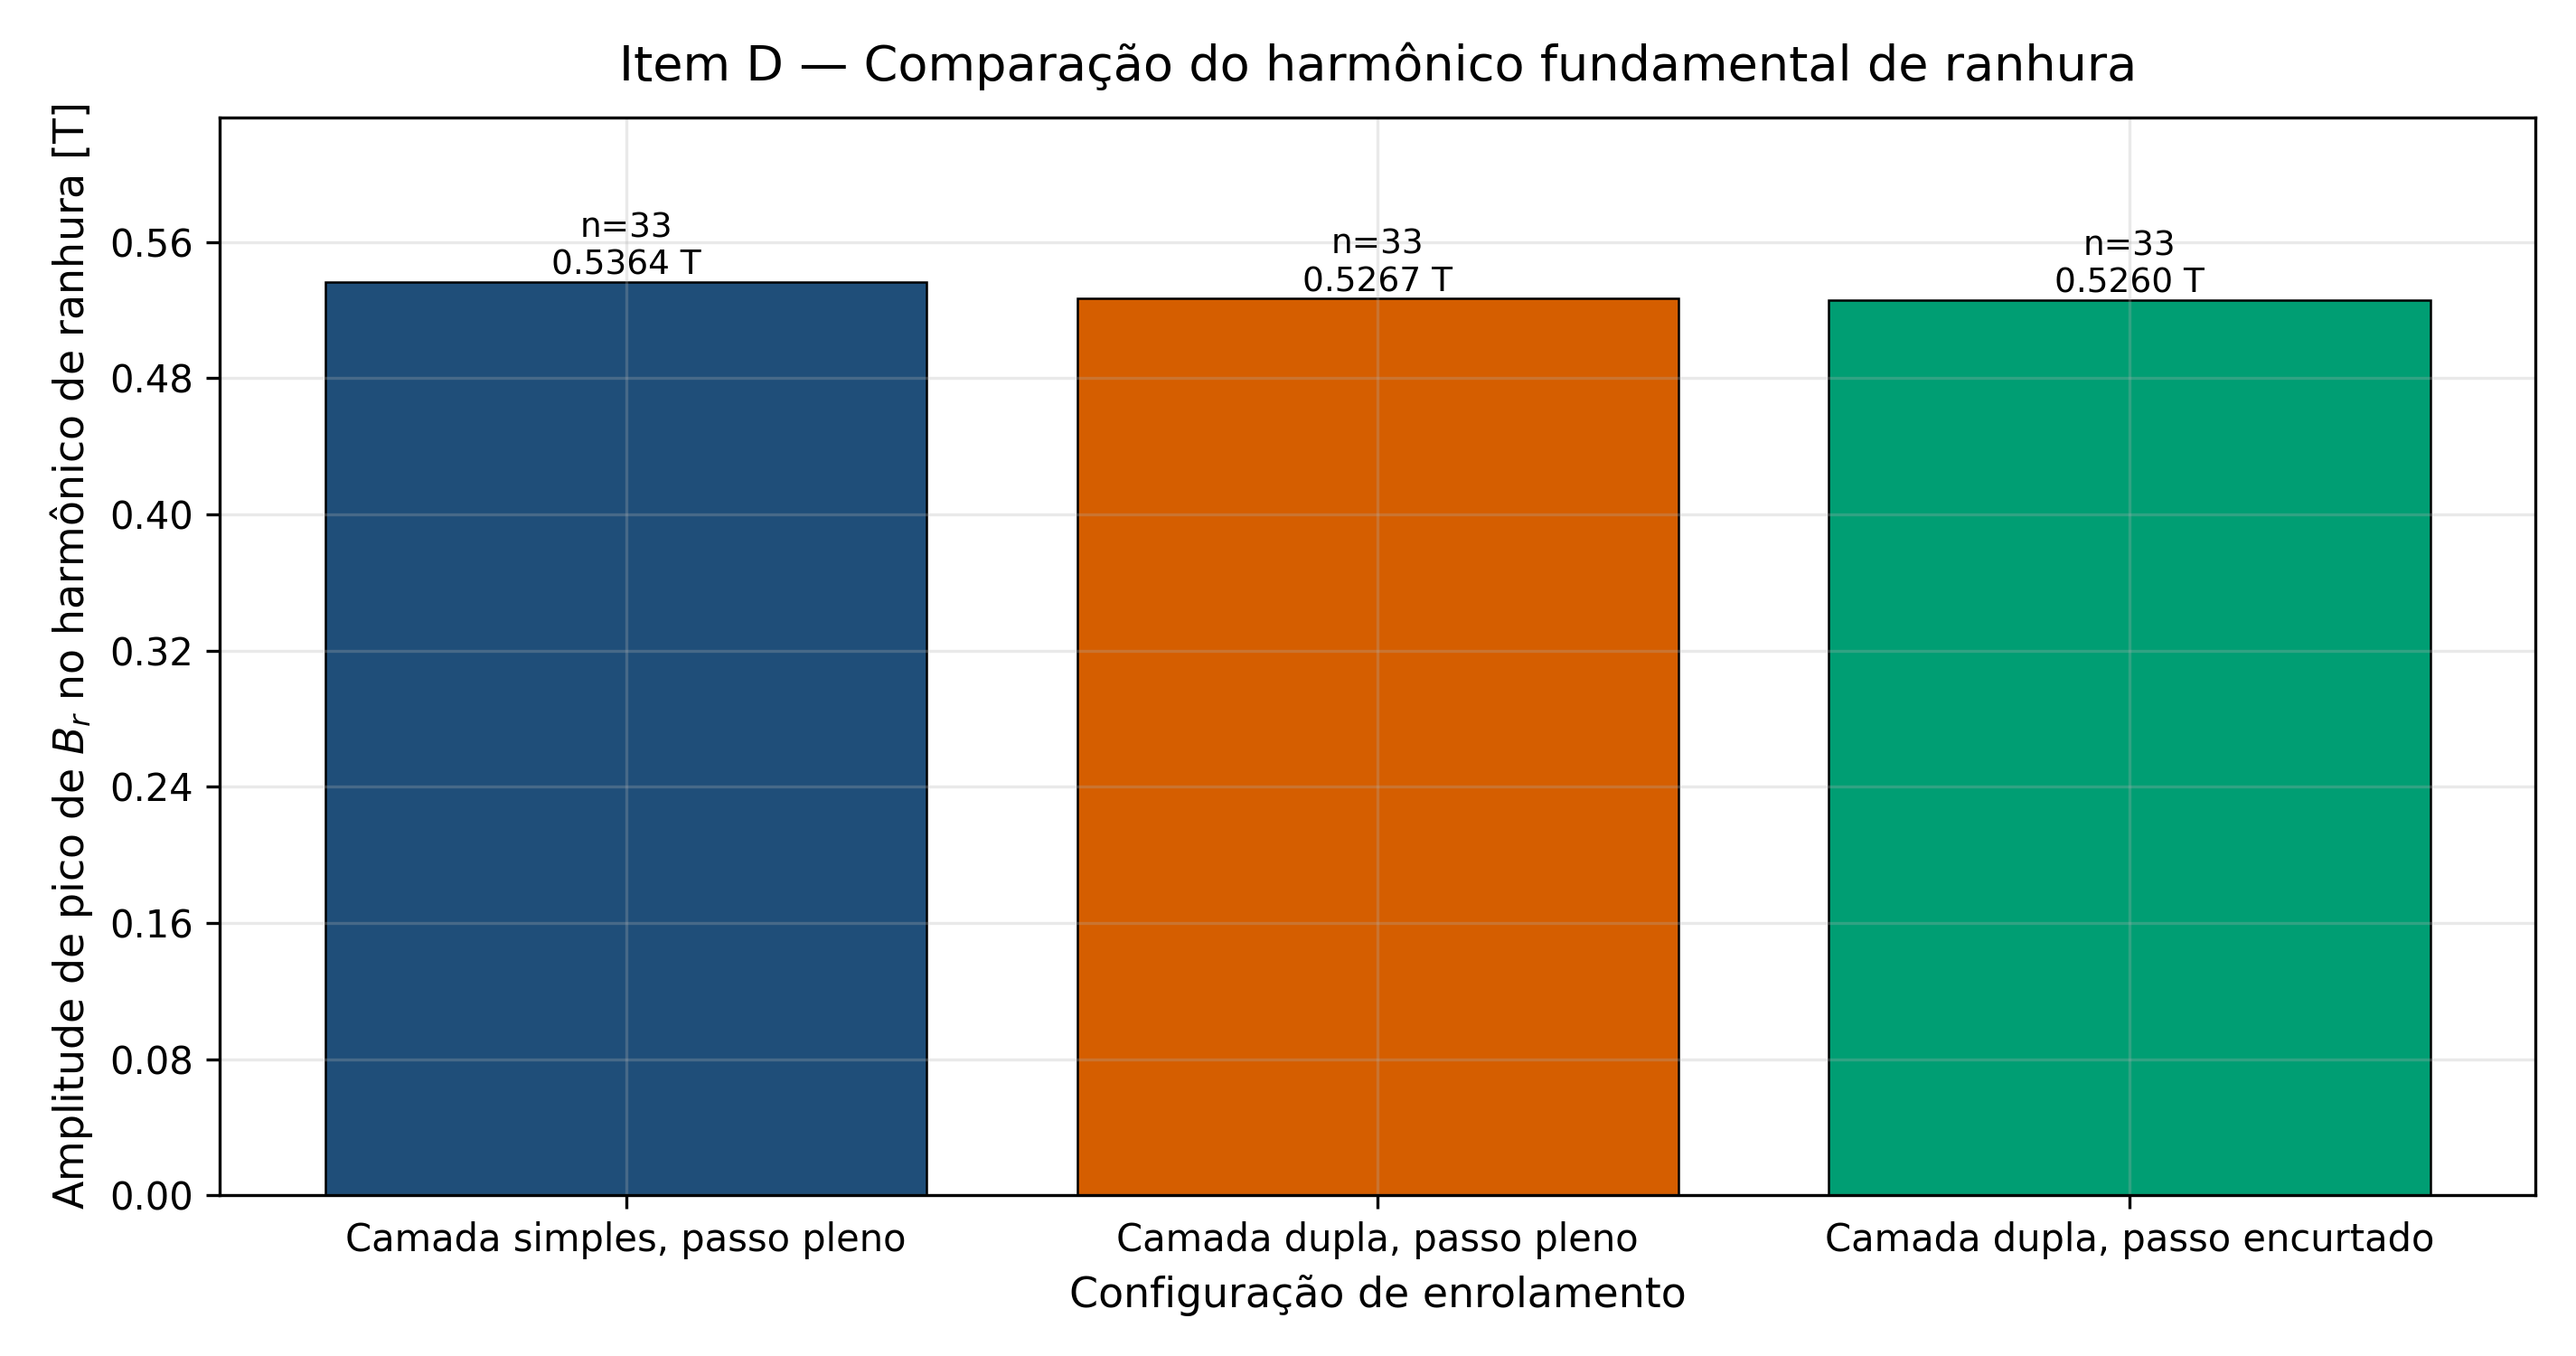 Item D — Comparação do harmônico fundamental de ranhura
Amplitude de pico de B_r no harmônico de ranhura [T]
0.56
0.48
0.40
0.32
0.24
0.16
0.08
0.00
n=33
0.5364 T
n=33
0.5267 T
n=33
0.5260 T
Camada simples, passo pleno
Camada dupla, passo pleno
Camada dupla, passo encurtado
Configuração de enrolamento